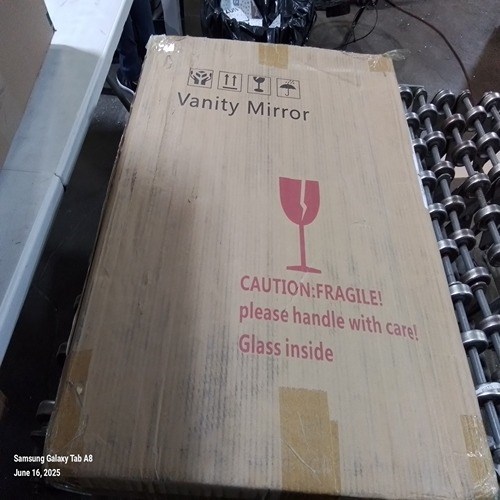 Vanity Mirror
CAUTION:FRAGILE!
please handle with care!
Glass inside
Samsung Galaxy Tab A8
June 16, 2025